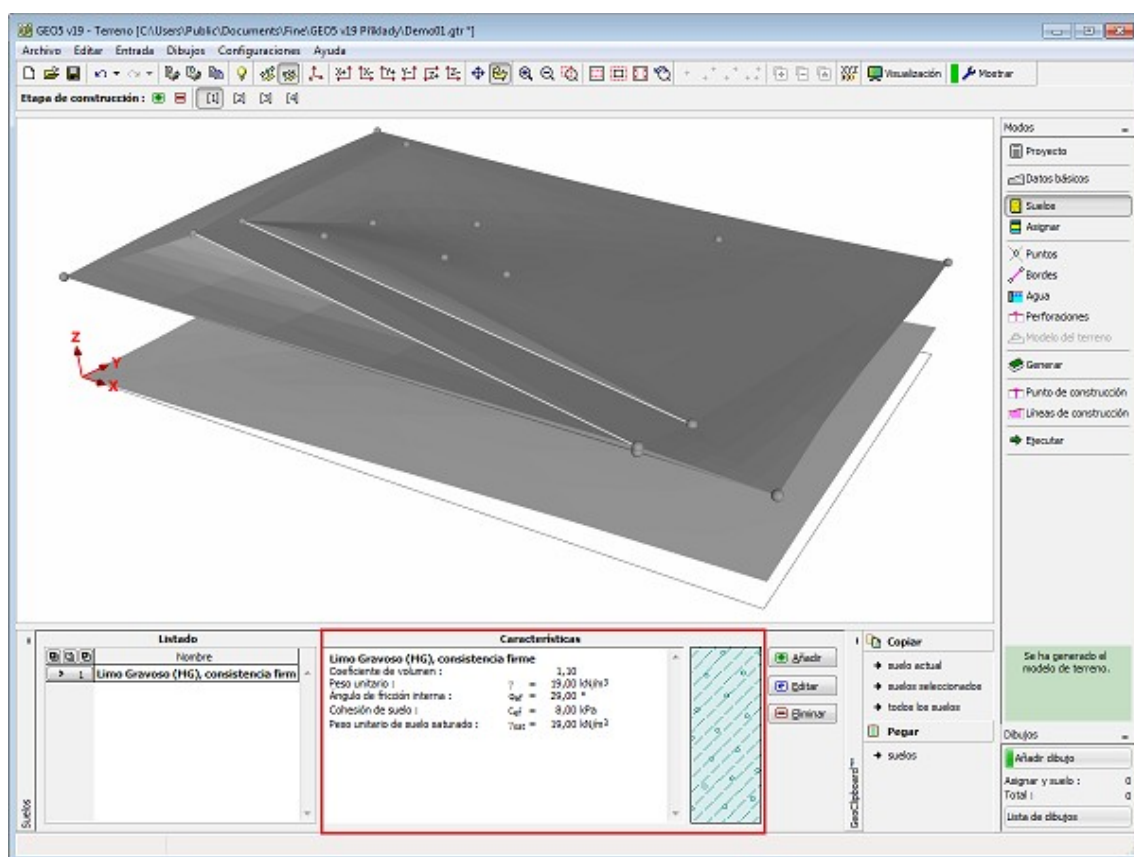 GEO5 v19 - Terreno [C:\Users\Public\Documents\Fine\GEO5 v19 Příklady\Demo01.gtr *]
Archivo Editar Entrada Dibujos Configuraciones Ayuda
Visualización Mostrar
Etapa de construcción : [1] [2] [3] [4]
Modos
Proyecto
Datos básicos
Suelos
Asignar
Puntos
Bordes
Agua
Perforaciones
Modelo del terreno
Generar
Punto de construcción
Líneas de construcción
Ejecutar
Z
Y
X
Se ha generado el
modelo de terreno.
Suelos
Listado
Nombre
> 1 Limo Gravoso (MG), consistencia firm
Características
Limo Gravoso (MG), consistencia firme
Coeficiente de volumen : 1,10
Peso unitario : γ = 19,00 kN/m³
Angulo de fricción interna : φef = 29,00 °
Cohesión de suelo : cef = 8,00 kPa
Peso unitario de suelo saturado : γsat = 19,00 kN/m³
Añadir
Editar
Eliminar
GeoClipboard™
Copiar
suelo actual
suelos seleccionados
todos los suelos
Pegar
suelos
Dibujos
Añadir dibujo
Asignar y suelo : 0
Total : 0
Lista de dibujos